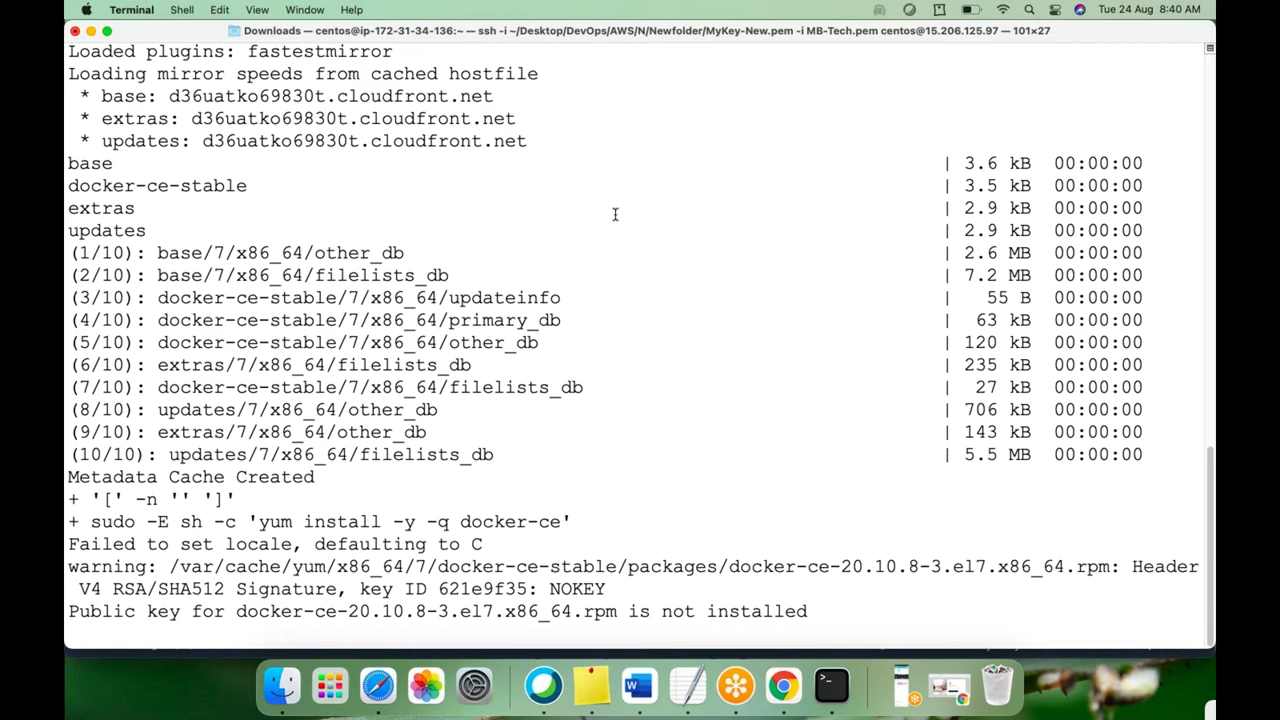 Terminal Shell Edit View Window Help Tue 24 Aug 8:40 AM
Downloads — centos@ip-172-31-34-136:~ — ssh -i ~/Desktop/DevOps/AWS/N/Newfolder/MyKey-New.pem -i MB-Tech.pem centos@15.206.125.97 — 101×27
Loaded plugins: fastestmirror
Loading mirror speeds from cached hostfile
* base: d36uatko69830t.cloudfront.net
* extras: d36uatko69830t.cloudfront.net
* updates: d36uatko69830t.cloudfront.net
base | 3.6 kB 00:00:00
docker-ce-stable | 3.5 kB 00:00:00
extras | 2.9 kB 00:00:00
updates | 2.9 kB 00:00:00
(1/10): base/7/x86_64/other_db | 2.6 MB 00:00:00
(2/10): base/7/x86_64/filelists_db | 7.2 MB 00:00:00
(3/10): docker-ce-stable/7/x86_64/updateinfo | 55 B 00:00:00
(4/10): docker-ce-stable/7/x86_64/primary_db | 63 kB 00:00:00
(5/10): docker-ce-stable/7/x86_64/other_db | 120 kB 00:00:00
(6/10): extras/7/x86_64/filelists_db | 235 kB 00:00:00
(7/10): docker-ce-stable/7/x86_64/filelists_db | 27 kB 00:00:00
(8/10): updates/7/x86_64/other_db | 706 kB 00:00:00
(9/10): extras/7/x86_64/other_db | 143 kB 00:00:00
(10/10): updates/7/x86_64/filelists_db | 5.5 MB 00:00:00
Metadata Cache Created
+ '[' -n '' ']'
+ sudo -E sh -c 'yum install -y -q docker-ce'
Failed to set locale, defaulting to C
warning: /var/cache/yum/x86_64/7/docker-ce-stable/packages/docker-ce-20.10.8-3.el7.x86_64.rpm: Header
V4 RSA/SHA512 Signature, key ID 621e9f35: NOKEY
Public key for docker-ce-20.10.8-3.el7.x86_64.rpm is not installed